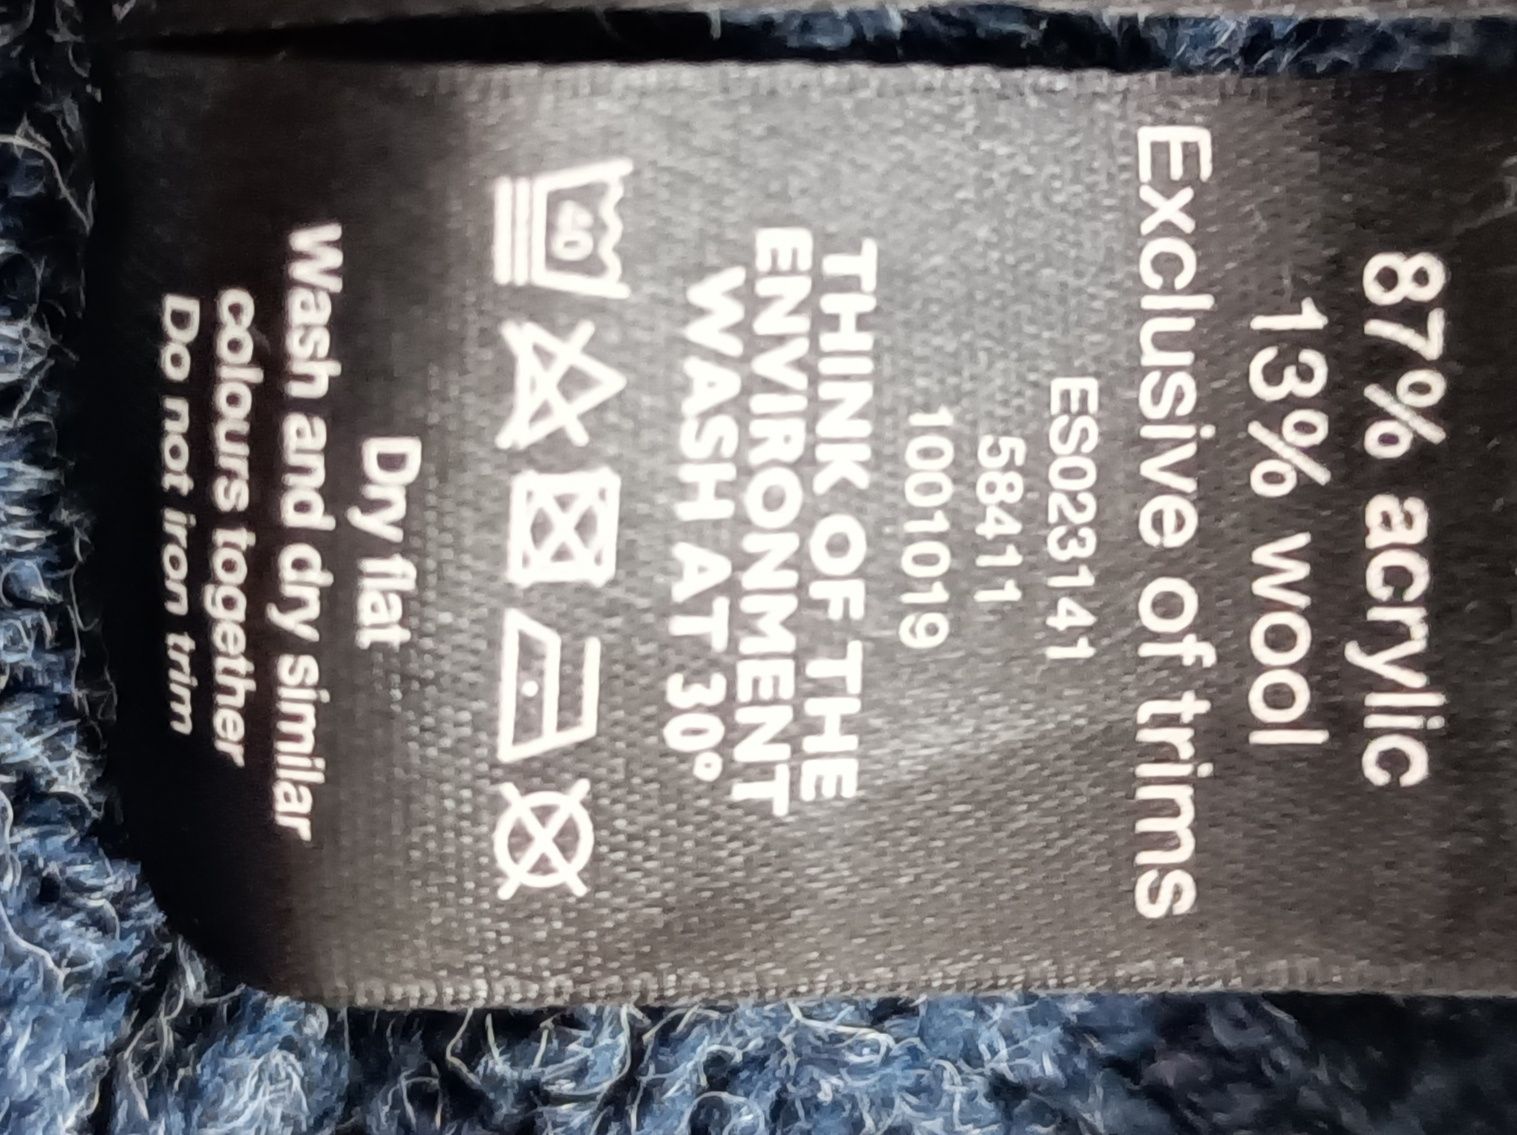 87% acrylic
13% wool
Exclusive of trims
ES023141
58411
1001019
THINK OF THE
ENVIRONMENT
WASH AT 30°
40
Dry flat
Wash and dry similar
colours together
Do not iron trim